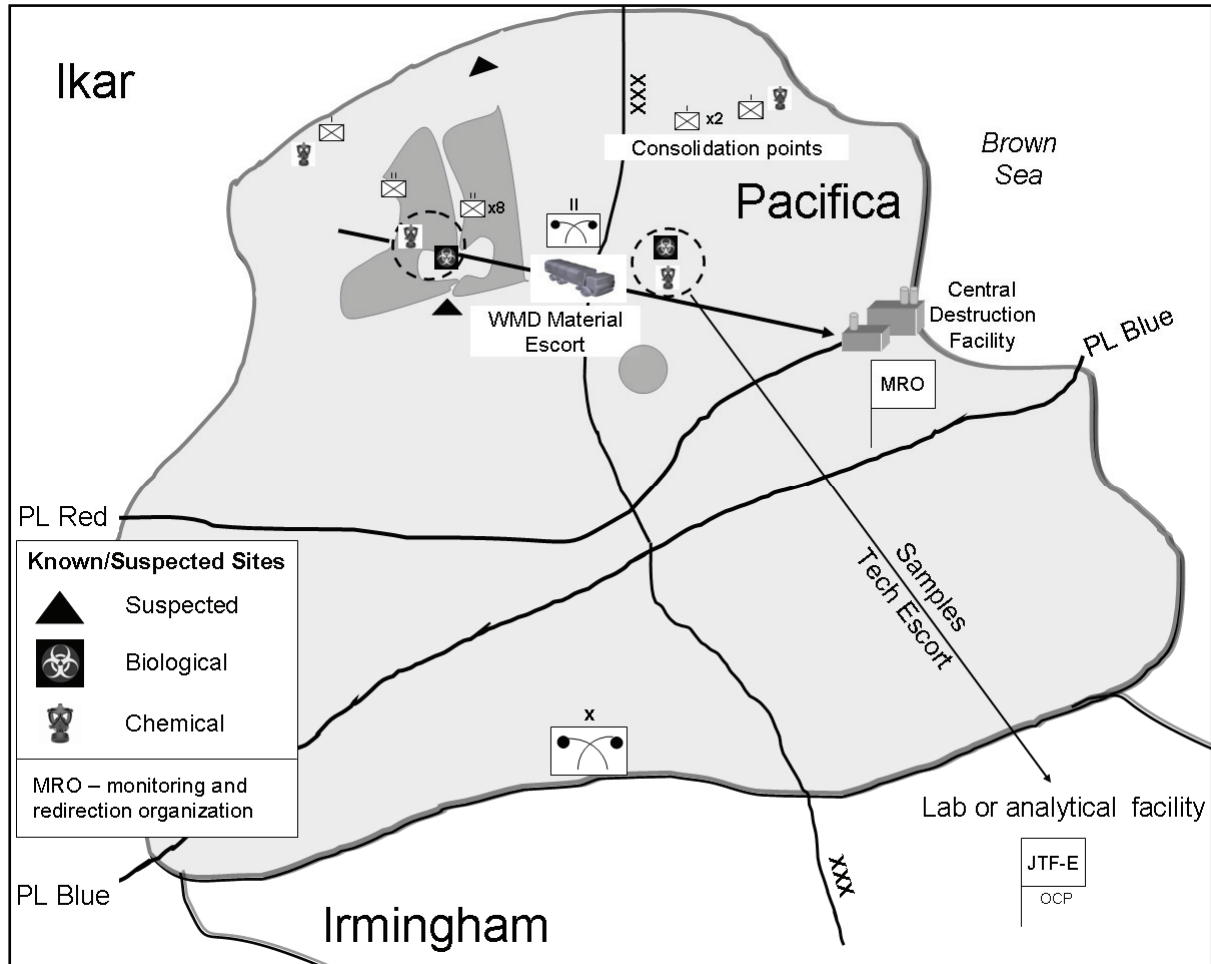 Ikar
XXX
x2
Consolidation points
Brown
Sea
Pacifica
II
x8
II
I
I
I
II
WMD Material
Escort
Central
Destruction
Facility
PL Blue
MRO
PL Red
Known/Suspected Sites
Suspected
Biological
Chemical
MRO – monitoring and
redirection organization
Samples
Tech Escort
X
Lab or analytical facility
JTF-E
OCP
XXX
PL Blue
Irmingham